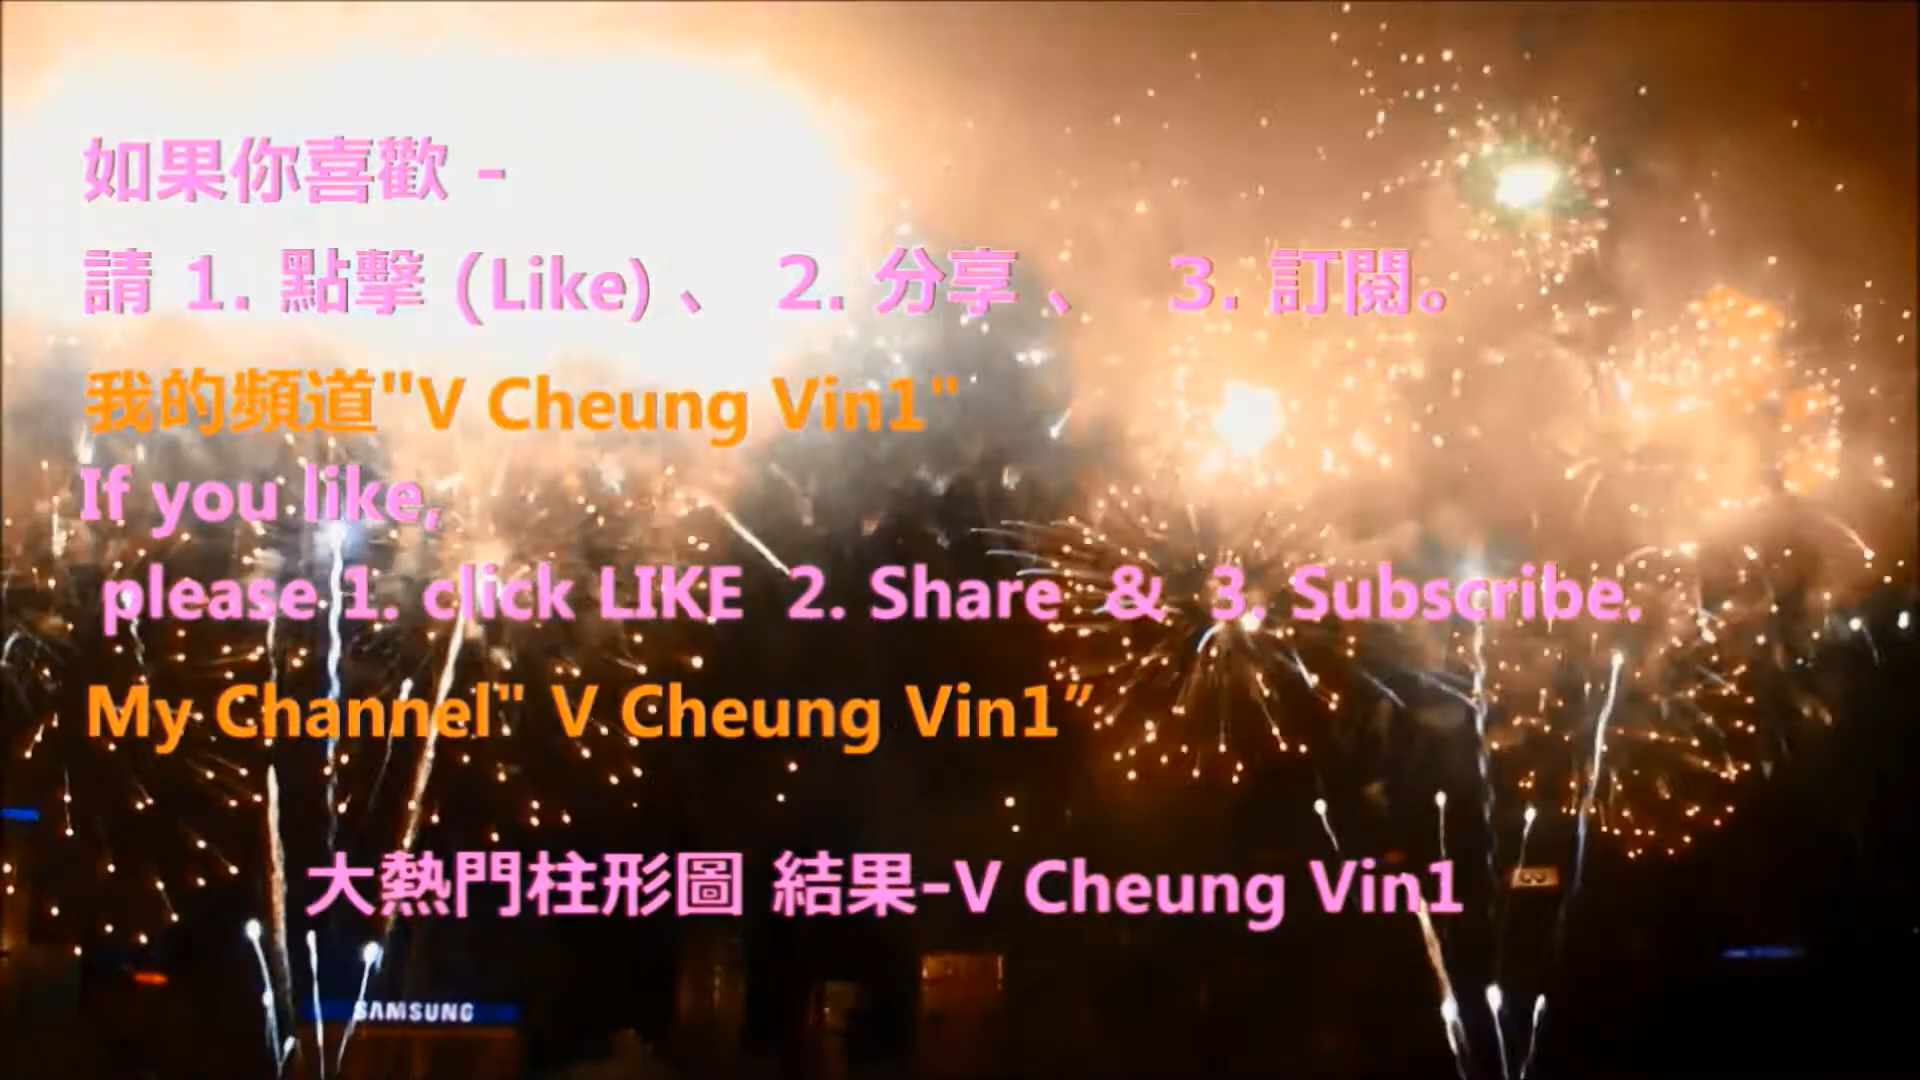 如果你喜歡 -
請 1. 點擊 (Like) 、 2. 分享 、 3. 訂閱。
我的頻道"V Cheung Vin1"
If you like,
please 1. click LIKE 2. Share & 3. Subscribe.
My Channel" V Cheung Vin1”
大熱門柱形圖 結果-V Cheung Vin1
SAMSUNG